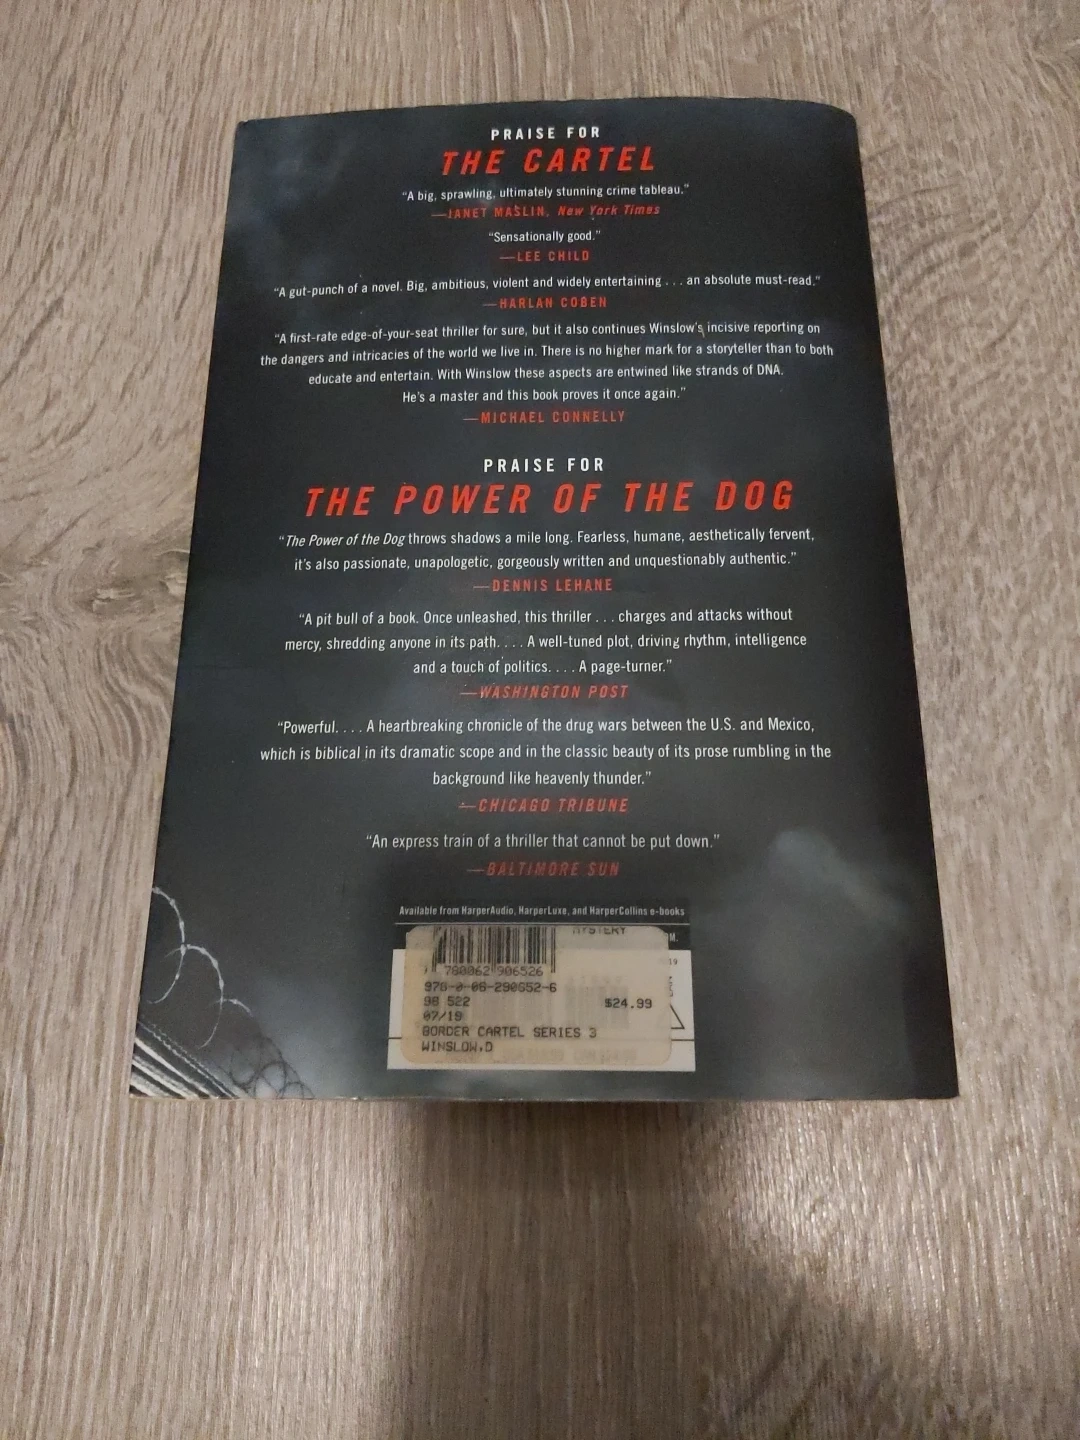 PRAISE FOR
THE CARTEL
“A big, sprawling, ultimately stunning crime tableau.”
—JANET MASLIN, New York Times
“Sensationally good.”
—LEE CHILD
“A gut-punch of a novel. Big, ambitious, violent and widely entertaining . . . an absolute must-read.”
—HARLAN COBEN
“A first-rate edge-of-your-seat thriller for sure, but it also continues Winslow’s incisive reporting on
the dangers and intricacies of the world we live in. There is no higher mark for a storyteller than to both
educate and entertain. With Winslow these aspects are entwined like strands of DNA.
He’s a master and this book proves it once again.”
—MICHAEL CONNELLY
PRAISE FOR
THE POWER OF THE DOG
“The Power of the Dog throws shadows a mile long. Fearless, humane, aesthetically fervent,
it’s also passionate, unapologetic, gorgeously written and unquestionably authentic.”
—DENNIS LEHANE
“A pit bull of a book. Once unleashed, this thriller . . . charges and attacks without
mercy, shredding anyone in its path. . . . A well-tuned plot, driving rhythm, intelligence
and a touch of politics. . . . A page-turner.”
—WASHINGTON POST
“Powerful. . . . A heartbreaking chronicle of the drug wars between the U.S. and Mexico,
which is biblical in its dramatic scope and in the classic beauty of its prose rumbling in the
background like heavenly thunder.”
—CHICAGO TRIBUNE
“An express train of a thriller that cannot be put down.”
—BALTIMORE SUN
Available from HarperAudio, HarperLuxe, and HarperCollins e-books
MYSTERY
780062 906526
978-0-06-290652-6
98 522 $24.99
07/19
BORDER CARTEL SERIES 3
WINSLOW,D